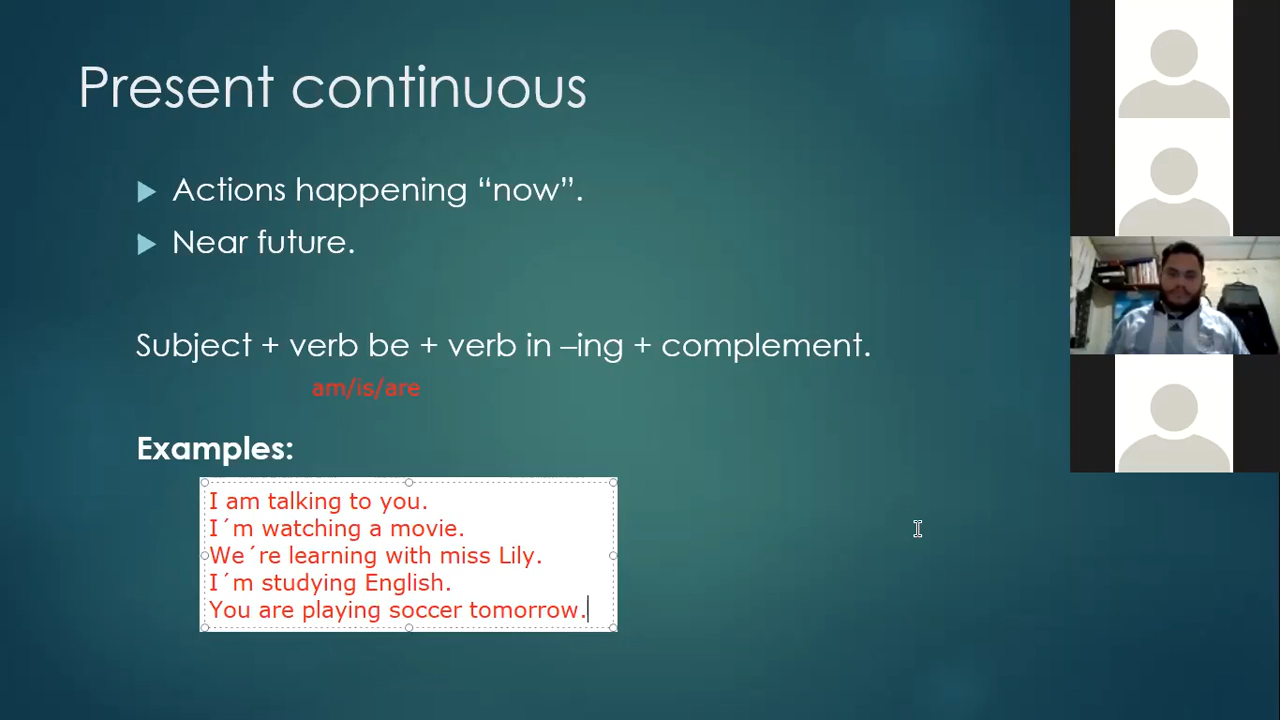 Present continuous
Actions happening “now”.
Near future.
Subject + verb be + verb in –ing + complement.
am/is/are
Examples:
I am talking to you.
I´m watching a movie.
We´re learning with miss Lily.
I´m studying English.
You are playing soccer tomorrow.